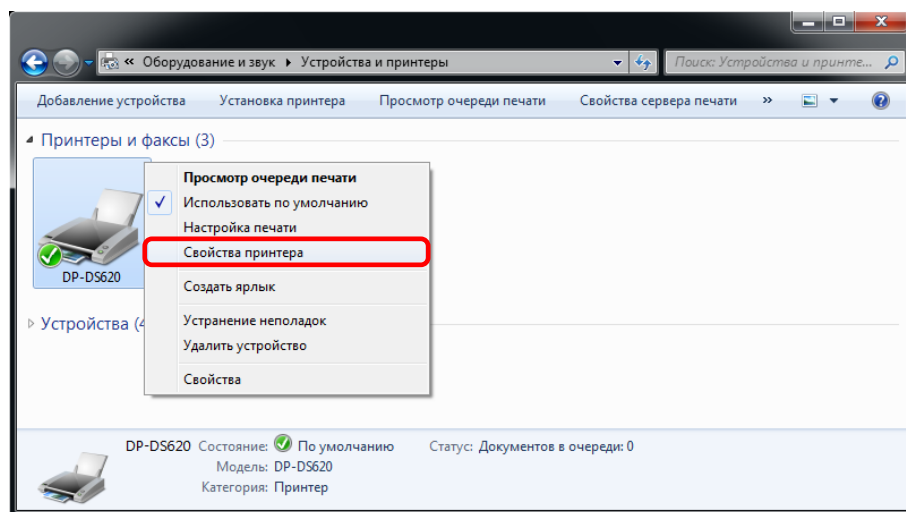 « Оборудование и звук ▸ Устройства и принтеры
Поиск: Устройства и принте...
Добавление устройства Установка принтера Просмотр очереди печати Свойства сервера печати »
Принтеры и факсы (3)
DP-DS620
Просмотр очереди печати
Использовать по умолчанию
Настройка печати
Свойства принтера
Создать ярлык
Устранение неполадок
Удалить устройство
Свойства
Устройства (4
DP-DS620 Состояние: По умолчанию Статус: Документов в очереди: 0
Модель: DP-DS620
Категория: Принтер